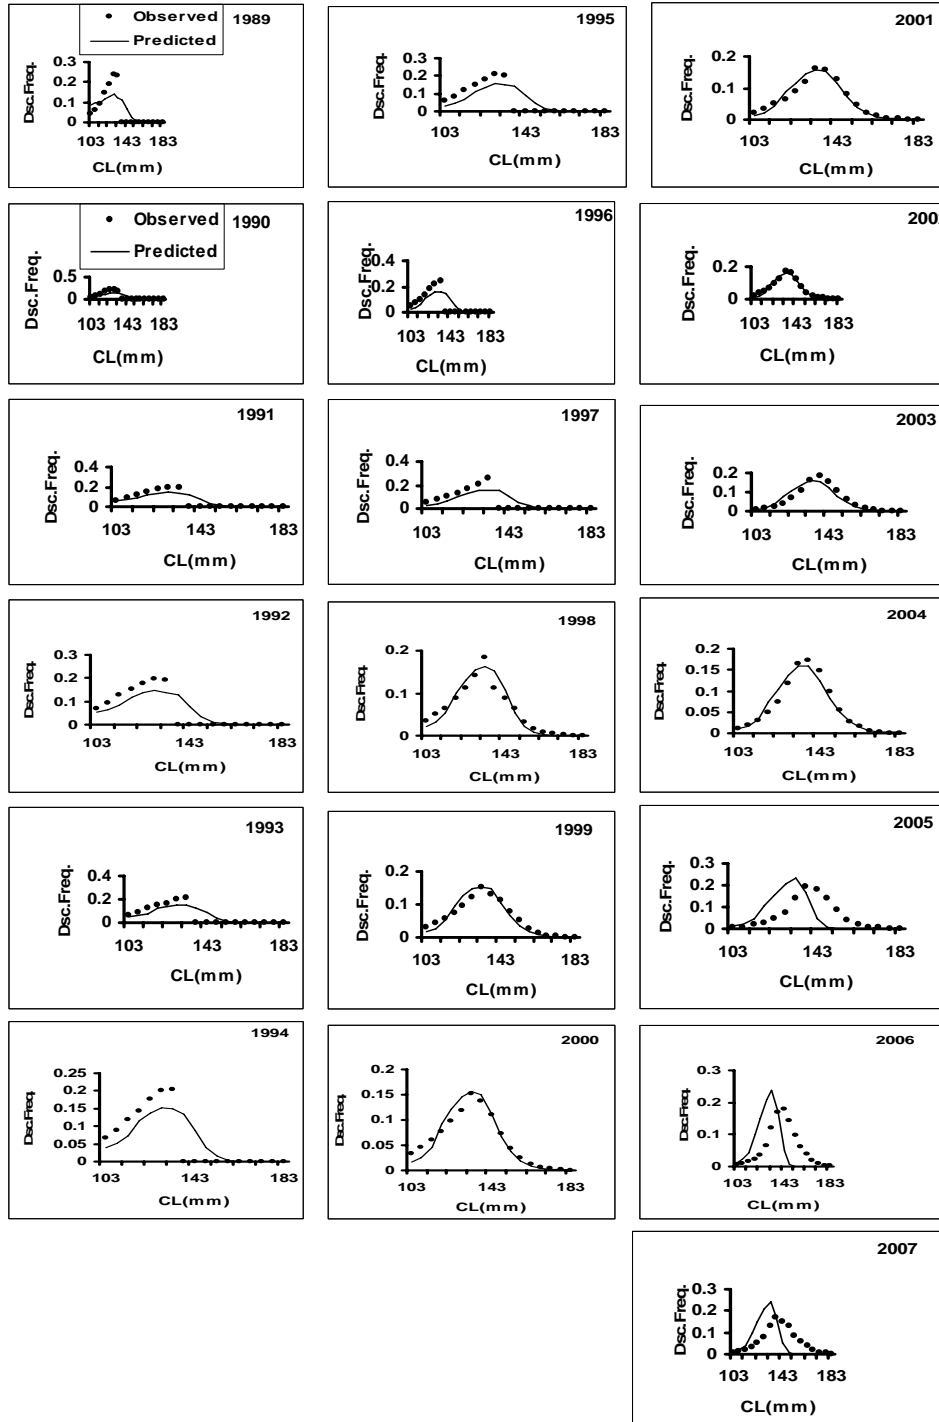 1989
Observed
Predicted
Dsc.Freq.
0.3
0.2
0.1
0
103 143 183
CL(mm)
1995
Dsc.Freq.
0.3
0.2
0.1
0
103 143 183
CL(mm)
2001
Dsc.Freq.
0.2
0.1
0
103 143 183
CL(mm)
1990
Observed
Predicted
Dsc.Freq.
0.5
0
103 143 183
CL(mm)
1996
Dsc.Freq.
0.4
0.2
0
103 143 183
CL(mm)
Dsc.Freq.
0.2
0
103 143 183
CL(mm)
1991
Dsc.Freq.
0.4
0.2
0
103 143 183
CL(mm)
1997
Dsc.Freq.
0.4
0.2
0
103 143 183
CL(mm)
2003
Dsc.Freq.
0.2
0.1
0
103 143 183
CL(mm)
1992
Dsc.Freq.
0.3
0.2
0.1
0
103 143 183
CL(mm)
1998
Dsc.Freq.
0.2
0.1
0
103 143 183
CL(mm)
2004
Dsc.Freq.
0.2
0.15
0.1
0.05
0
103 143 183
CL(mm)
1993
Dsc.Freq.
0.4
0.2
0
103 143 183
CL(mm)
1999
Dsc.Freq.
0.2
0.1
0
103 143 183
CL(mm)
2005
Dsc.Freq.
0.3
0.2
0.1
0
103 143 183
CL(mm)
1994
Dsc.Freq.
0.25
0.2
0.15
0.1
0.05
0
103 143 183
CL(mm)
2000
Dsc.Freq.
0.2
0.15
0.1
0.05
0
103 143 183
CL(mm)
2006
Dsc.Freq.
0.3
0.2
0.1
0
103 143 183
CL(mm)
2007
Dsc.Freq.
0.3
0.2
0.1
0
103 143 183
CL(mm)